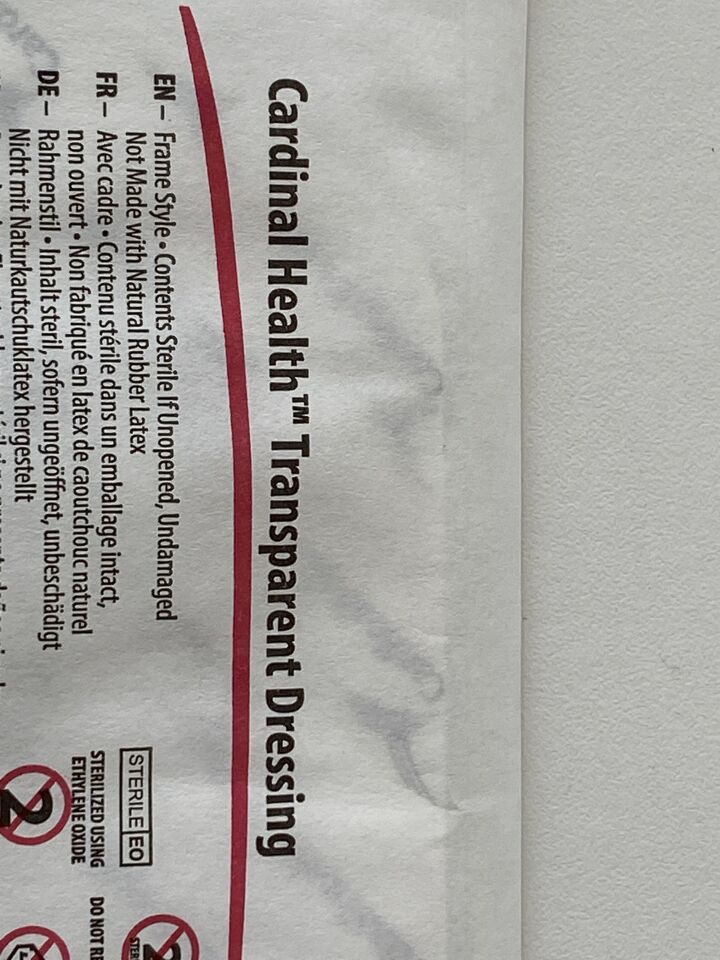 Cardinal Health™ Transparent Dressing
EN – Frame Style • Contents Sterile If Unopened, Undamaged
Not Made with Natural Rubber Latex
FR – Avec cadre • Contenu stérile dans un emballage intact,
non ouvert • Non fabriqué en latex de caoutchouc naturel
DE – Rahmenstil • Inhalt steril, sofern ungeöffnet, unbeschädigt
Nicht mit Naturkautschuklatex hergestellt
STERILE EO
STERILIZED USING
ETHYLENE OXIDE
2
DO NOT
2